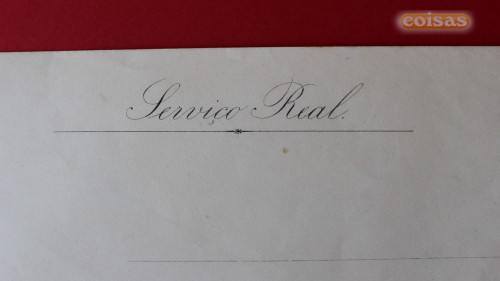 coisas
Serviço Real.